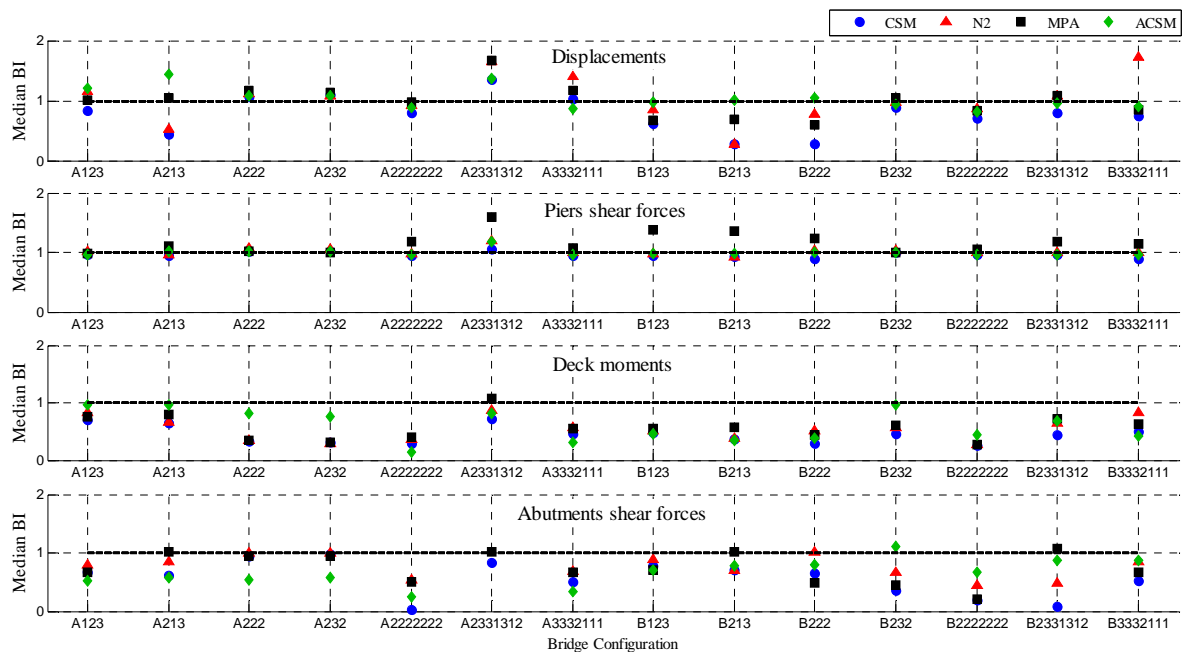 CSM N2 MPA ACSM
Displacements
Median BI
2
1
0
A123 A213 A222 A232 A2222222 A2331312 A3332111 B123 B213 B222 B232 B2222222 B2331312 B3332111
Piers shear forces
Median BI
2
1
0
A123 A213 A222 A232 A2222222 A2331312 A3332111 B123 B213 B222 B232 B2222222 B2331312 B3332111
Deck moments
Median BI
2
1
0
A123 A213 A222 A232 A2222222 A2331312 A3332111 B123 B213 B222 B232 B2222222 B2331312 B3332111
Abutments shear forces
Median BI
2
1
0
A123 A213 A222 A232 A2222222 A2331312 A3332111 B123 B213 B222 B232 B2222222 B2331312 B3332111
Bridge Configuration